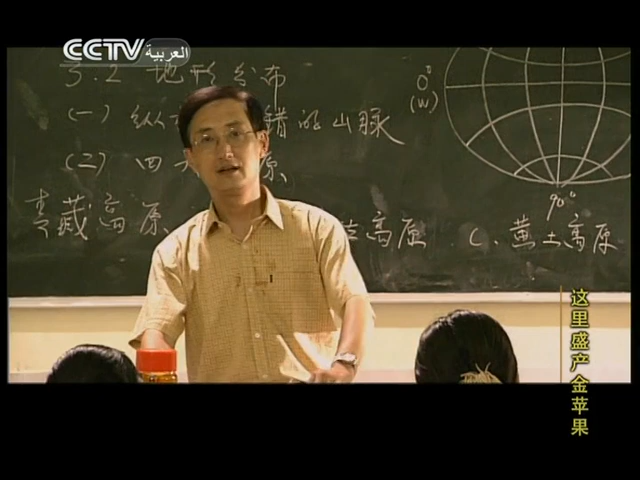 CCTV العربية
3.2 地形分布
(一) 纵 错的山脉
(二) 四 原
青藏高原 高原 C. 黄土高原
0°
(W)
90°
这里盛产金苹果